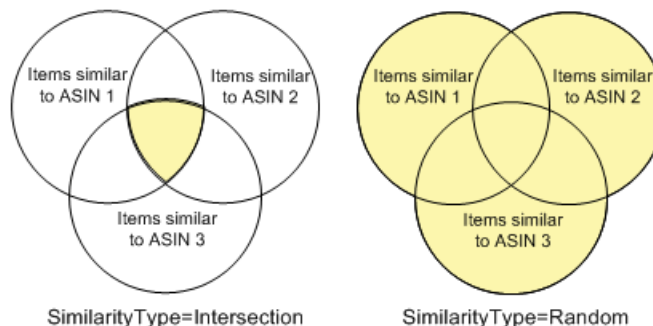 Items similar
to ASIN 1
Items similar
to ASIN 2
Items similar
to ASIN 3
SimilarityType=Intersection
Items similar
to ASIN 1
Items similar
to ASIN 2
Items similar
to ASIN 3
SimilarityType=Random